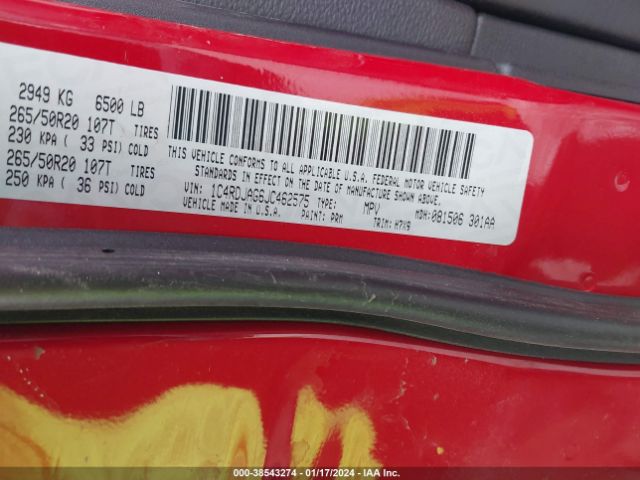 2949 KG 6500 LB
265/50R20 107T TIRES
230 KPA ( 33 PSI) COLD
265/50R20 107T TIRES
250 KPA ( 36 PSI) COLD
THIS VEHICLE CONFORMS TO ALL APPLICABLE U.S.A. FEDERAL MOTOR VEHICLE SAFETY
STANDARDS IN EFFECT ON THE DATE OF MANUFACTURE SHOWN ABOVE.
VIN: 1C4RDJAG6JC462575 TYPE: MPV MDH: 081506 301AA
VEHICLE MADE IN U.S.A. PAINT: PRM TRIM: H7X9
000-38543274 — 01/17/2024 — IAA Inc.